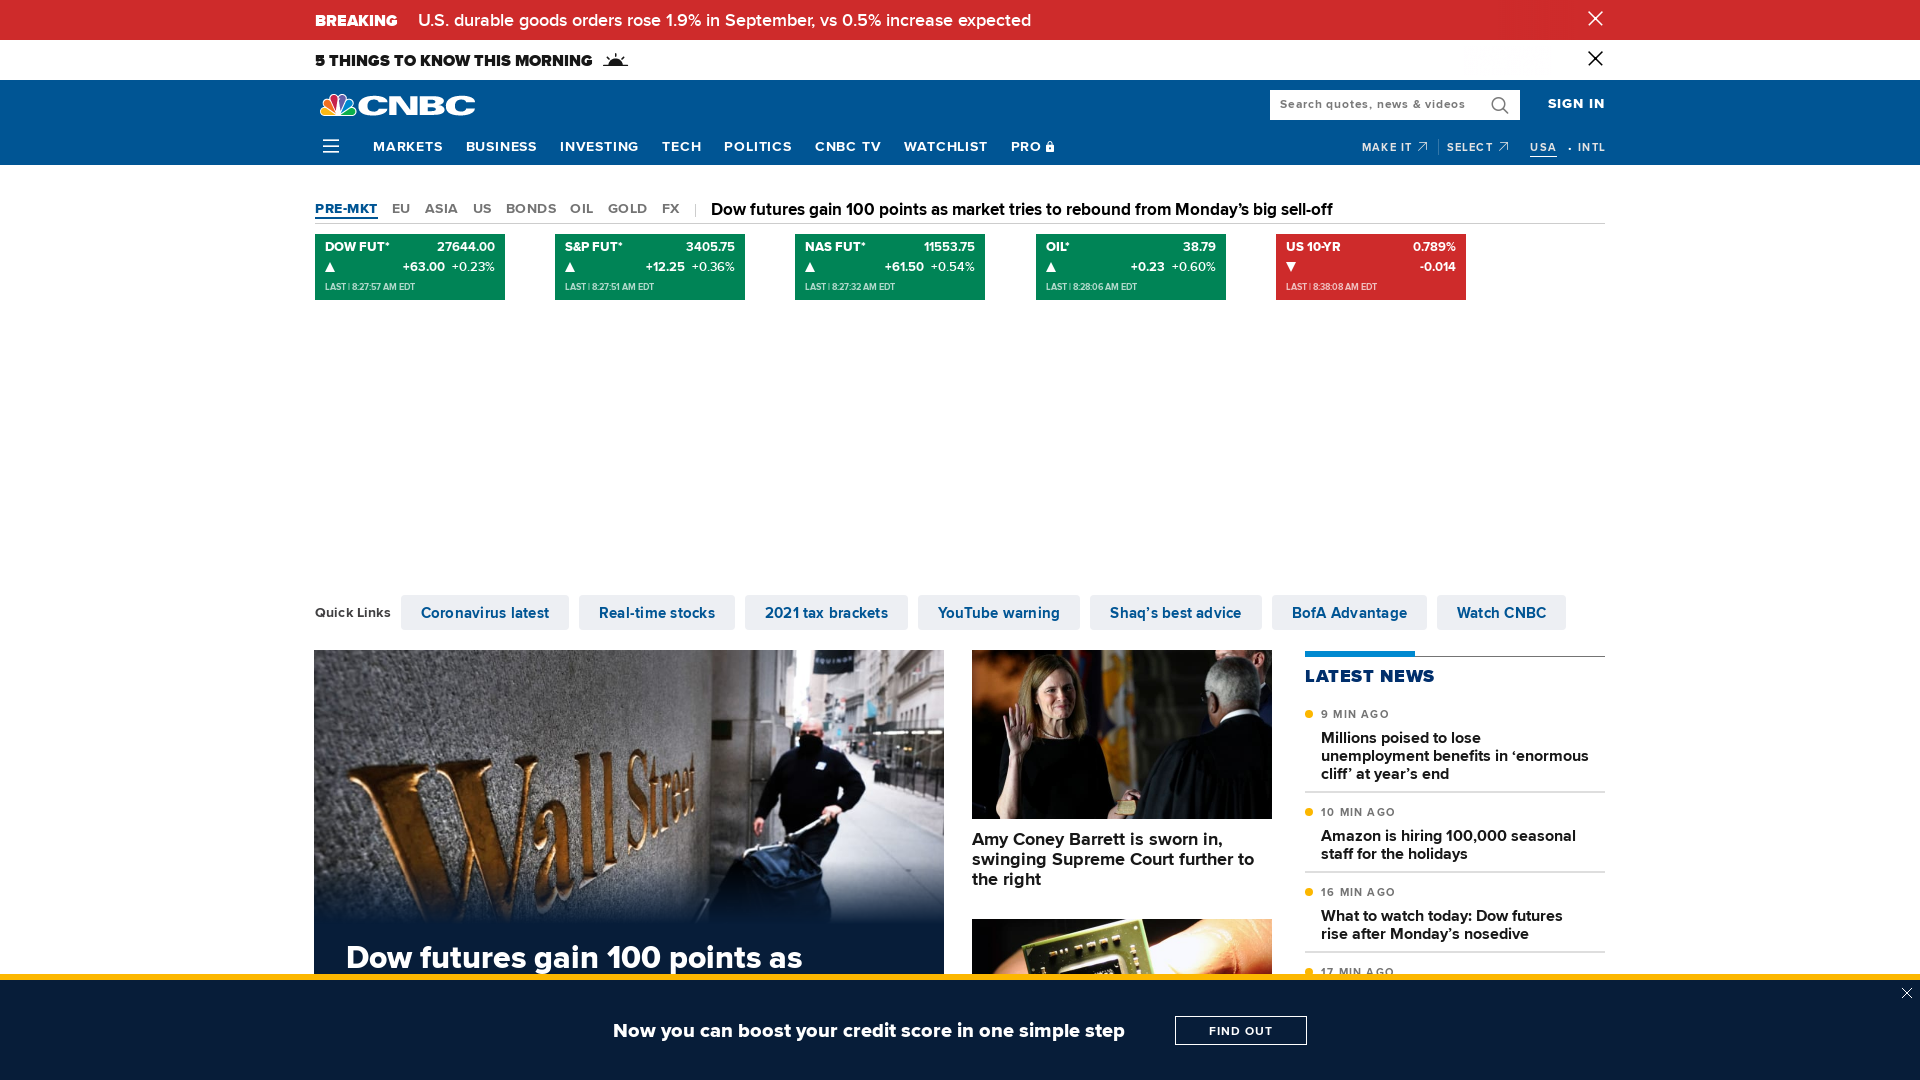 BREAKING U.S. durable goods orders rose 1.9% in September, vs 0.5% increase expected
5 THINGS TO KNOW THIS MORNING
CNBC
Search quotes, news & videos
SIGN IN
MARKETS BUSINESS INVESTING TECH POLITICS CNBC TV WATCHLIST PRO
MAKE IT SELECT USA • INTL
PRE-MKT EU ASIA US BONDS OIL GOLD FX
Dow futures gain 100 points as market tries to rebound from Monday’s big sell-off
DOW FUT* 27644.00
+63.00 +0.23%
LAST | 8:27:57 AM EDT
S&P FUT* 3405.75
+12.25 +0.36%
LAST | 8:27:51 AM EDT
NAS FUT* 11553.75
+61.50 +0.54%
LAST | 8:27:32 AM EDT
OIL* 38.79
+0.23 +0.60%
LAST | 8:28:06 AM EDT
US 10-YR 0.789%
-0.014
LAST | 8:38:08 AM EDT
Quick Links Coronavirus latest Real-time stocks 2021 tax brackets YouTube warning Shaq’s best advice BofA Advantage Watch CNBC
EQUINOX
Wall Street
Dow futures gain 100 points as
Amy Coney Barrett is sworn in,
swinging Supreme Court further to
the right
LATEST NEWS
9 MIN AGO
Millions poised to lose
unemployment benefits in ‘enormous
cliff’ at year’s end
10 MIN AGO
Amazon is hiring 100,000 seasonal
staff for the holidays
16 MIN AGO
What to watch today: Dow futures
rise after Monday’s nosedive
17 MIN AGO
Now you can boost your credit score in one simple step
FIND OUT